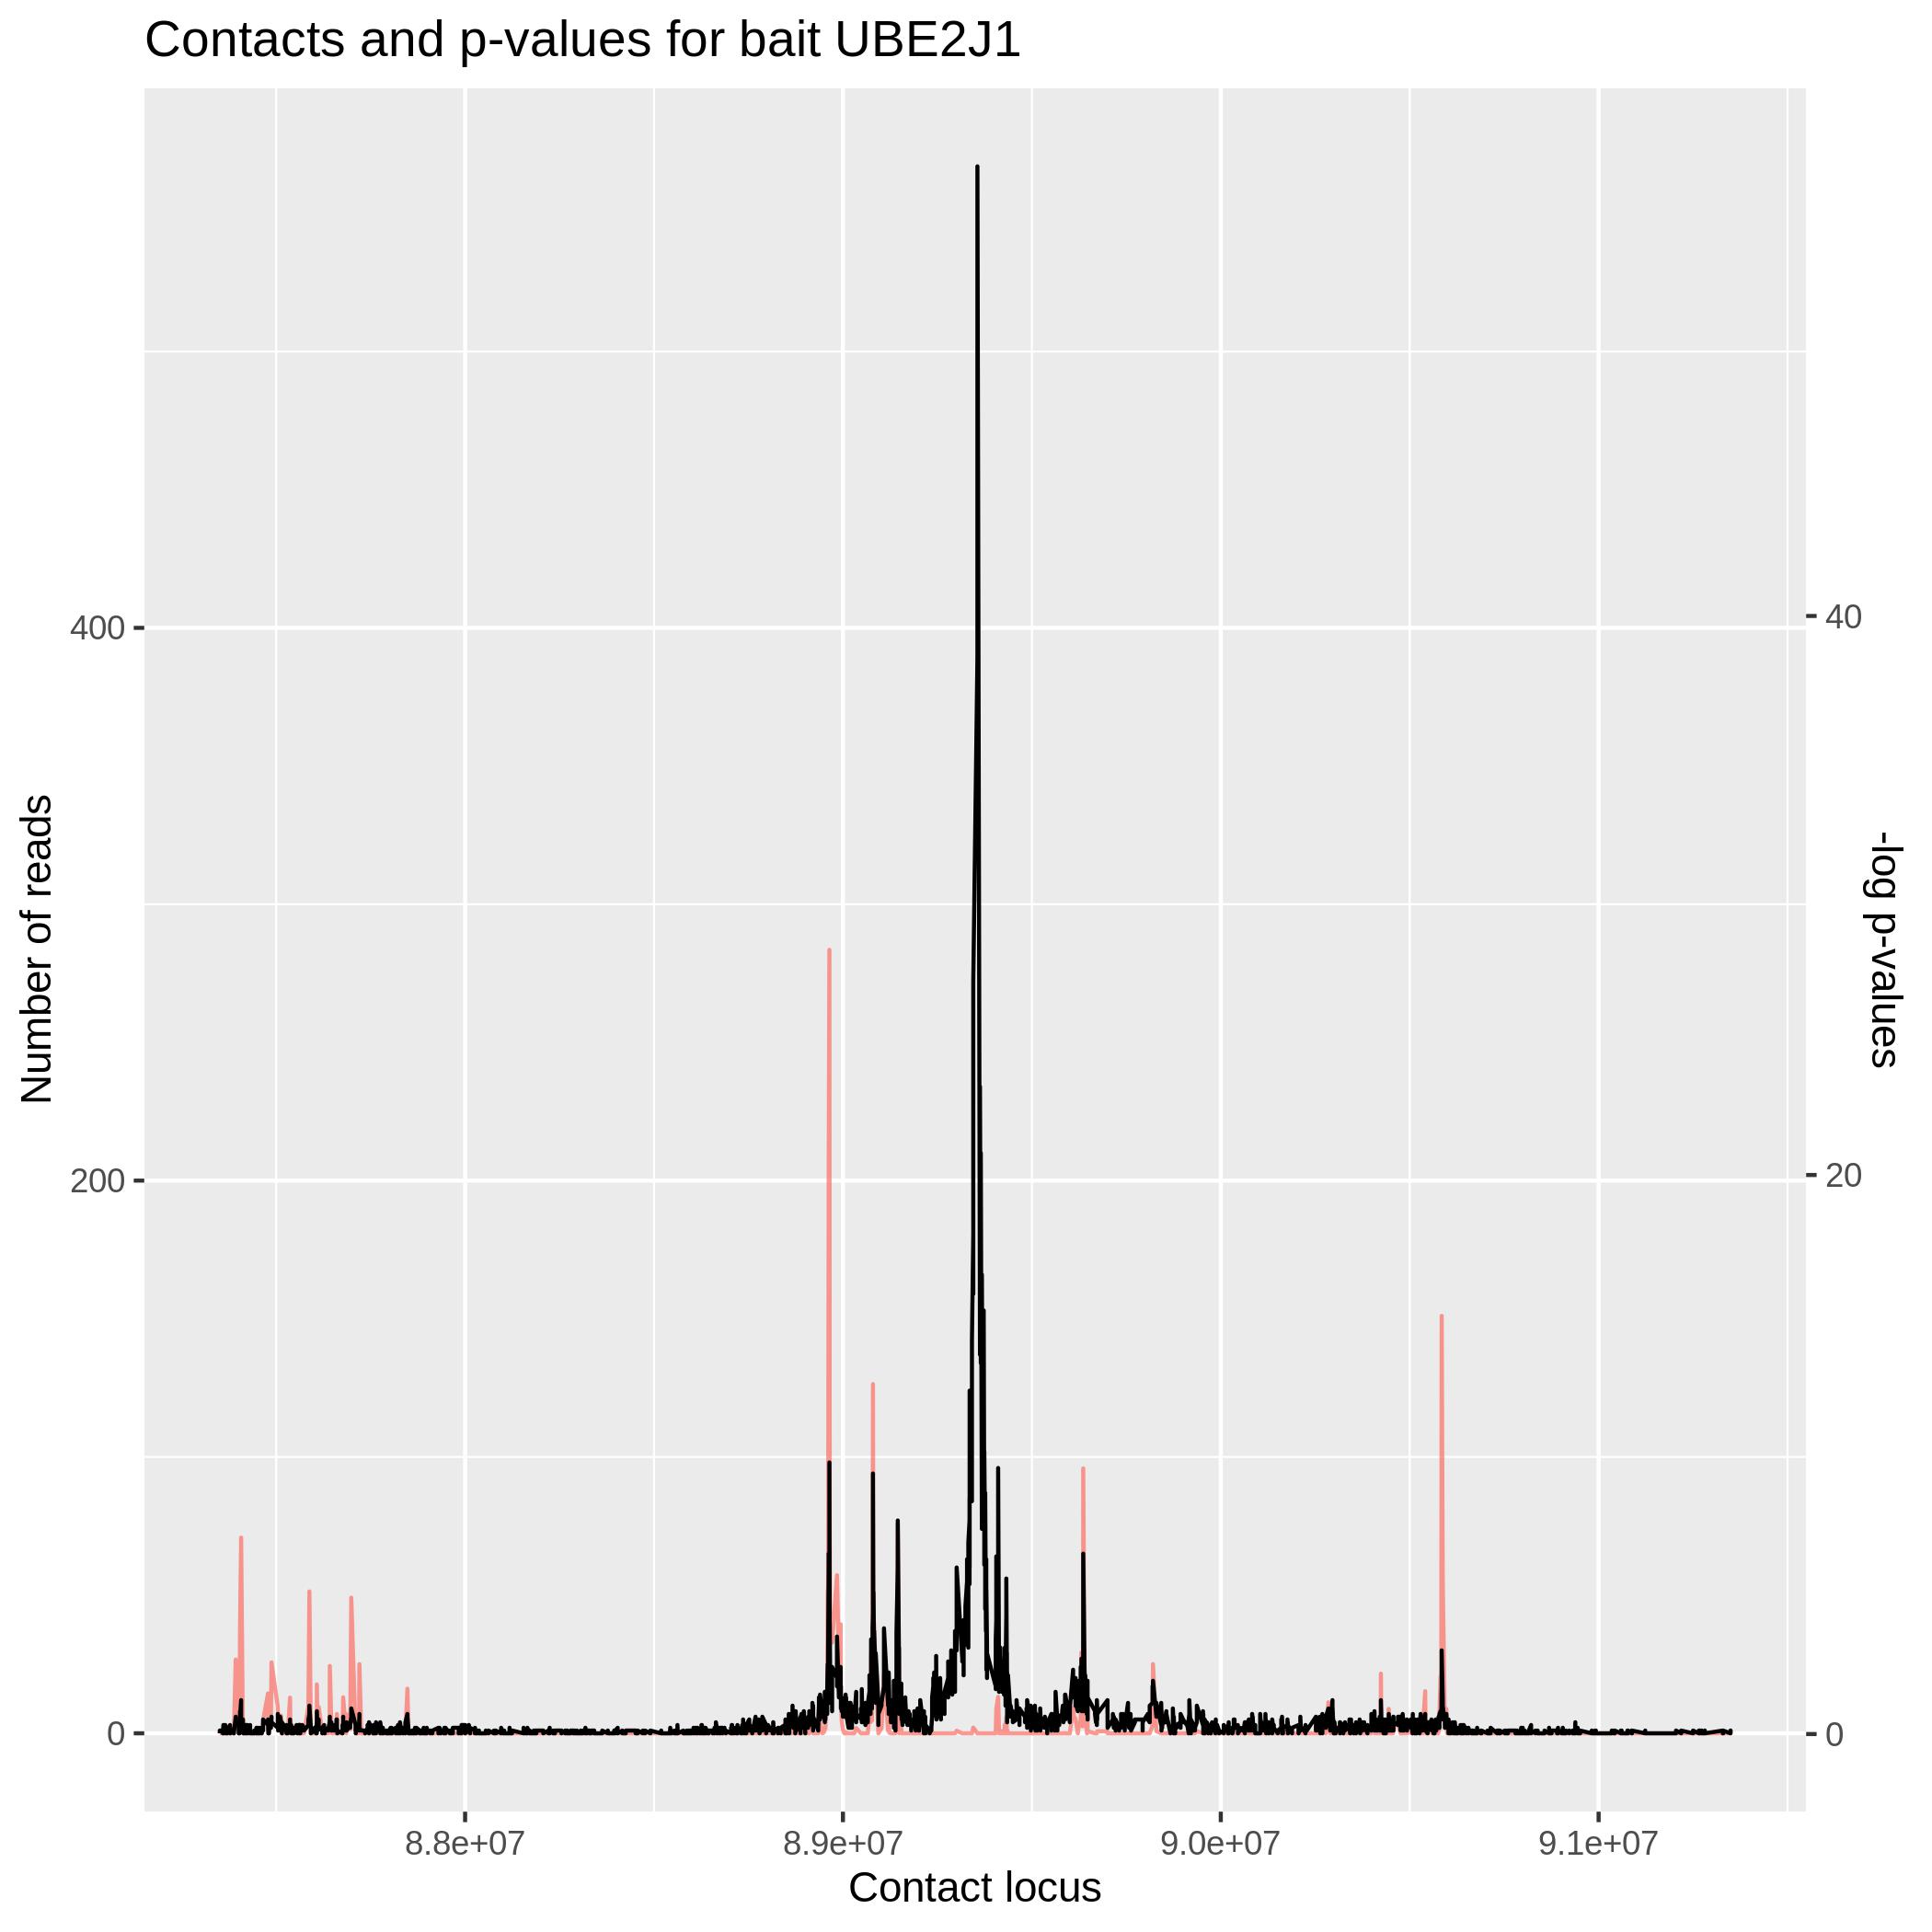 Contacts and p-values for bait UBE2J1
400
200
0
Number of reads
40
20
0
-log p-values
8.8e+07
8.9e+07
9.0e+07
9.1e+07
Contact locus